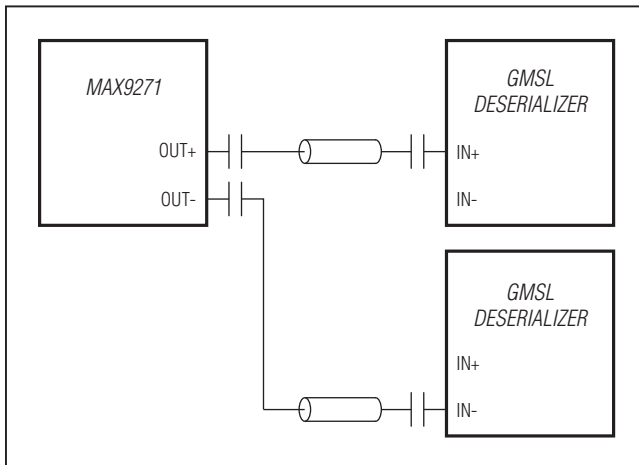 MAX9271
OUT+
OUT-
GMSL
DESERIALIZER
IN+
IN-
GMSL
DESERIALIZER
IN+
IN-